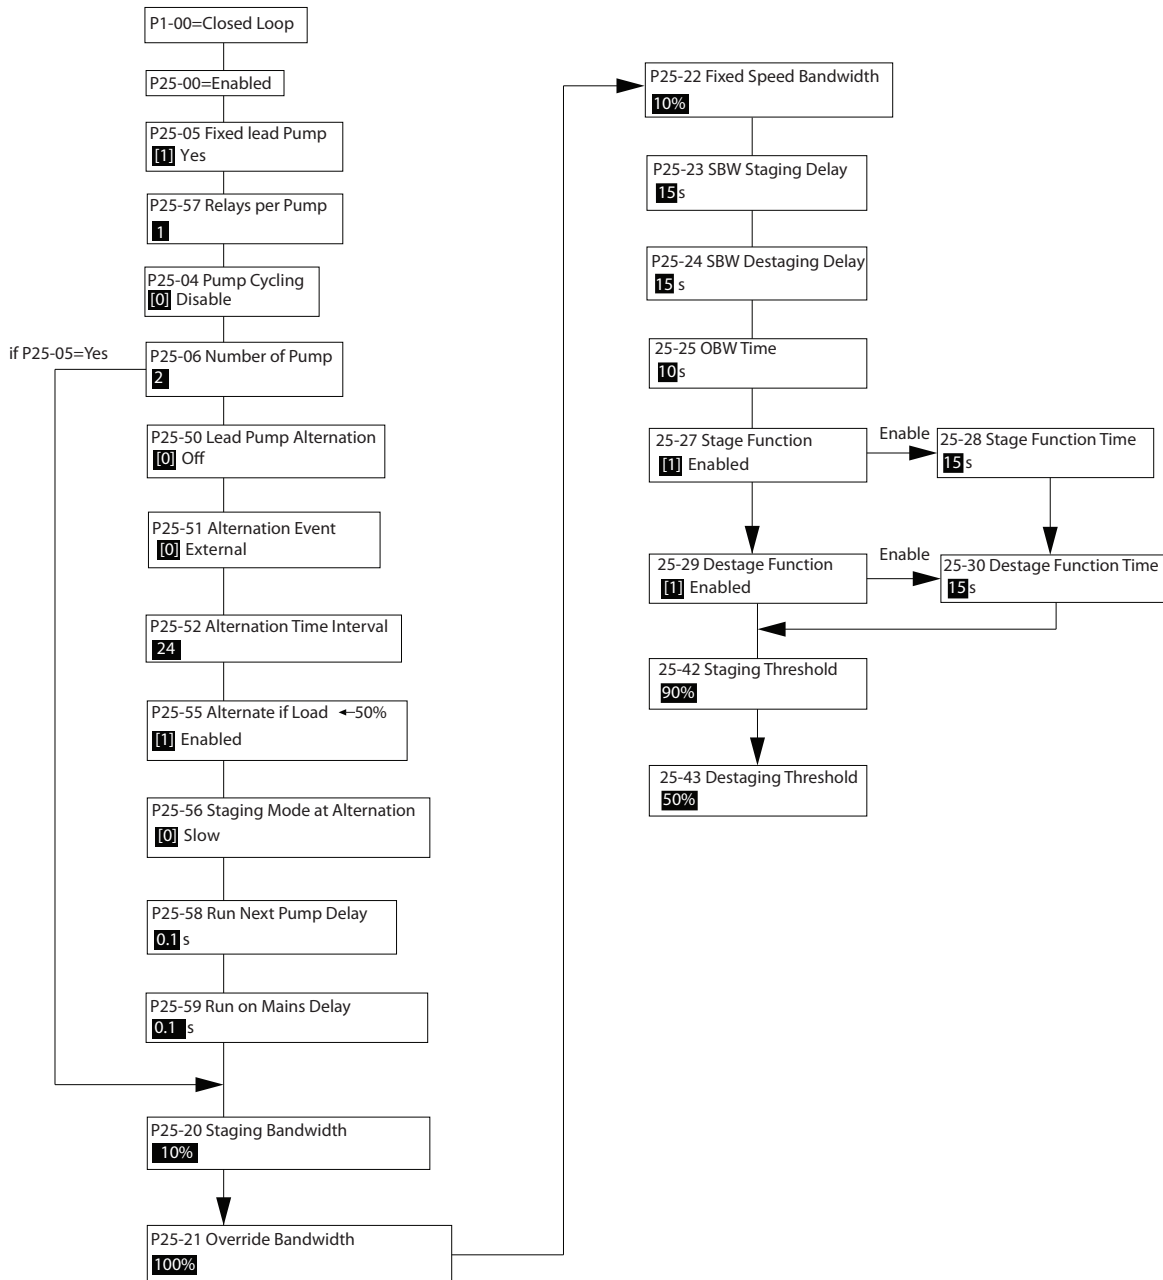 P1-00=Closed Loop
P25-00=Enabled
P25-05 Fixed lead Pump
[1] Yes
P25-57 Relays per Pump
1
P25-04 Pump Cycling
[0] Disable
if P25-05=Yes
P25-06 Number of Pump
2
P25-50 Lead Pump Alternation
[0] Off
P25-51 Alternation Event
[0] External
P25-52 Alternation Time Interval
24
P25-55 Alternate if Load ←50%
[1] Enabled
P25-56 Staging Mode at Alternation
[0] Slow
P25-58 Run Next Pump Delay
0.1 s
P25-59 Run on Mains Delay
0.1 s
P25-20 Staging Bandwidth
10%
P25-21 Override Bandwidth
100%
P25-22 Fixed Speed Bandwidth
10%
P25-23 SBW Staging Delay
15 s
P25-24 SBW Destaging Delay
15 s
25-25 OBW Time
10 s
25-27 Stage Function
[1] Enabled
Enable
25-28 Stage Function Time
15 s
25-29 Destage Function
[1] Enabled
Enable
25-30 Destage Function Time
15 s
25-42 Staging Threshold
90%
25-43 Destaging Threshold
50%